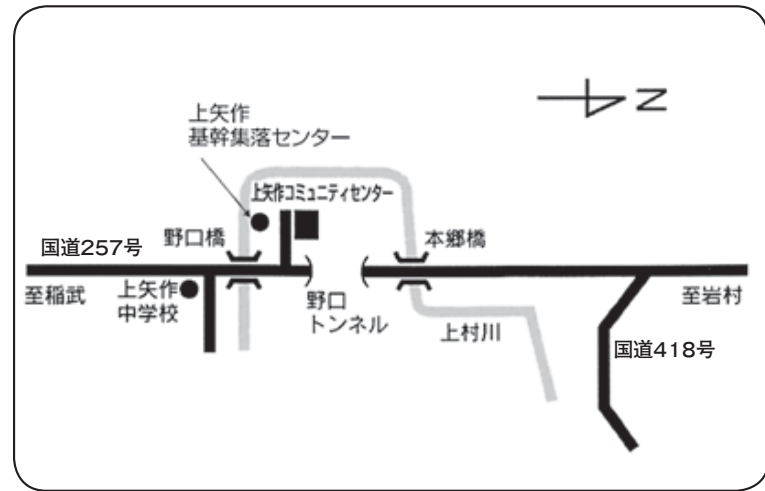 上矢作
基幹集落センター
上矢作コミュニティセンター
野口橋
本郷橋
国道257号
至稲武
上矢作
中学校
野口
トンネル
上村川
至岩村
国道418号
N